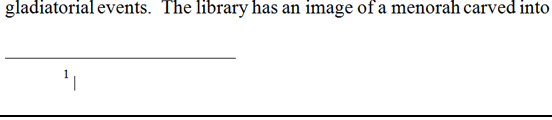 gladiatorial events.  The library has an image of a menorah carved into
1